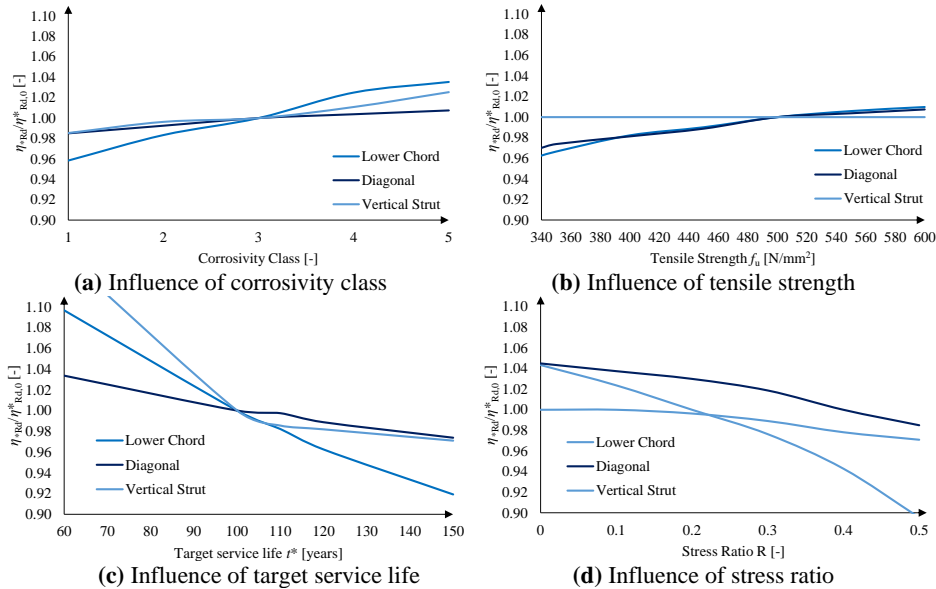 1.10
1.08
1.06
1.04
1.02
1.00
0.98
0.96
0.94
0.92
0.90
η*Rd/η*Rd,0 [-]
Lower Chord
Diagonal
Vertical Strut
1 2 3 4 5
Corrosivity Class [-]
(a) Influence of corrosivity class
1.10
1.08
1.06
1.04
1.02
1.00
0.98
0.96
0.94
0.92
0.90
η*Rd/η*Rd,0 [-]
Lower Chord
Diagonal
Vertical Strut
340 360 400 420 440 460 480 500 520 540 560 580 600
Tensile Strength fu [N/mm²]
(b) Influence of tensile strength
1.10
1.08
1.06
1.04
1.02
1.00
0.98
0.96
0.94
0.92
0.90
η*Rd/η*Rd,0 [-]
Lower Chord
Diagonal
Vertical Strut
60 70 80 90 100 110 120 130 140 150
Target service life t* [years]
(c) Influence of target service life
1.10
1.08
1.06
1.04
1.02
1.00
0.98
0.96
0.94
0.92
0.90
η*Rd/η*Rd,0 [-]
Lower Chord
Diagonal
Vertical Strut
0 0.1 0.2 0.3 0.4 0.5
Stress Ratio R [-]
(d) Influence of stress ratio